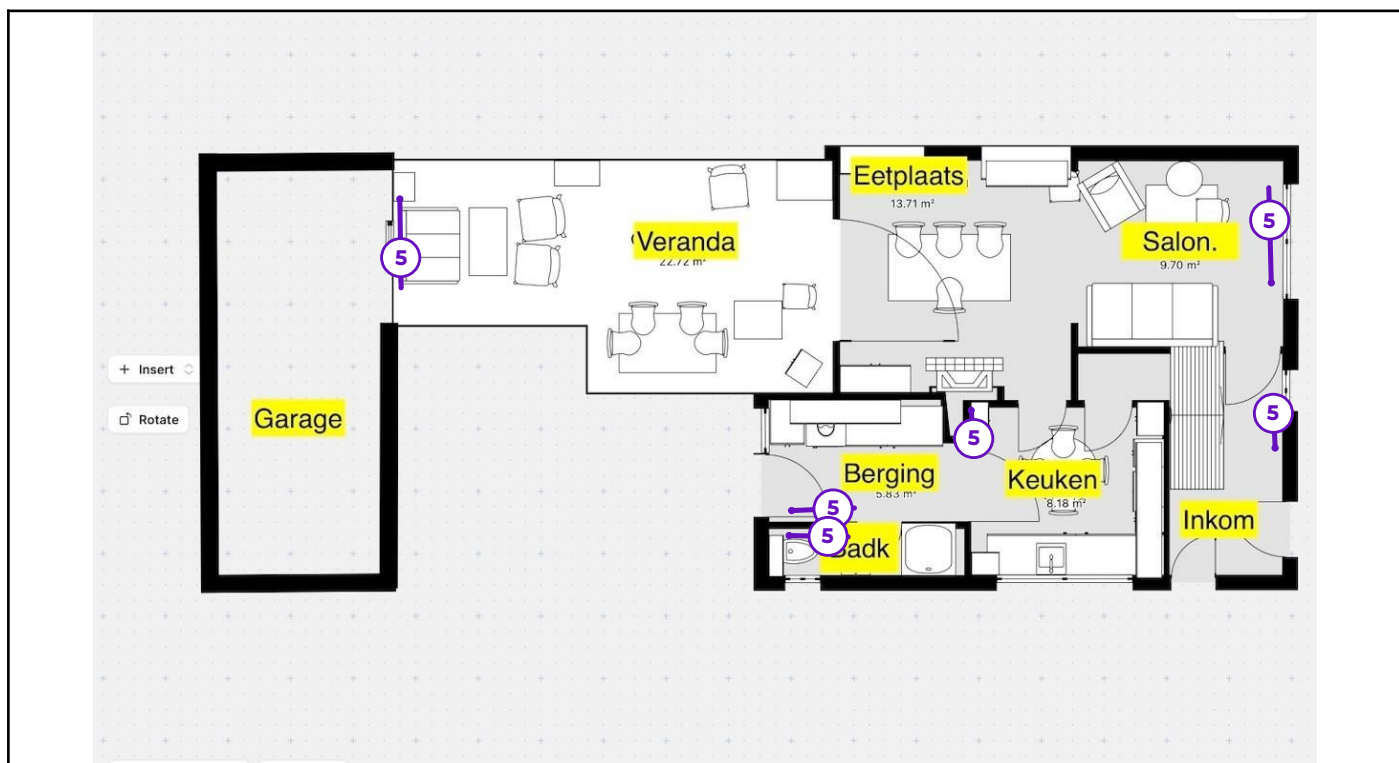 Eetplaats
13.71 m²
5
Veranda
22.72 m²
Salon.
9.70 m²
5
+ Insert
Rotate
Garage
5
5
Berging
5.83 m²
Keuken
8.18 m²
5
5
Badk
Inkom